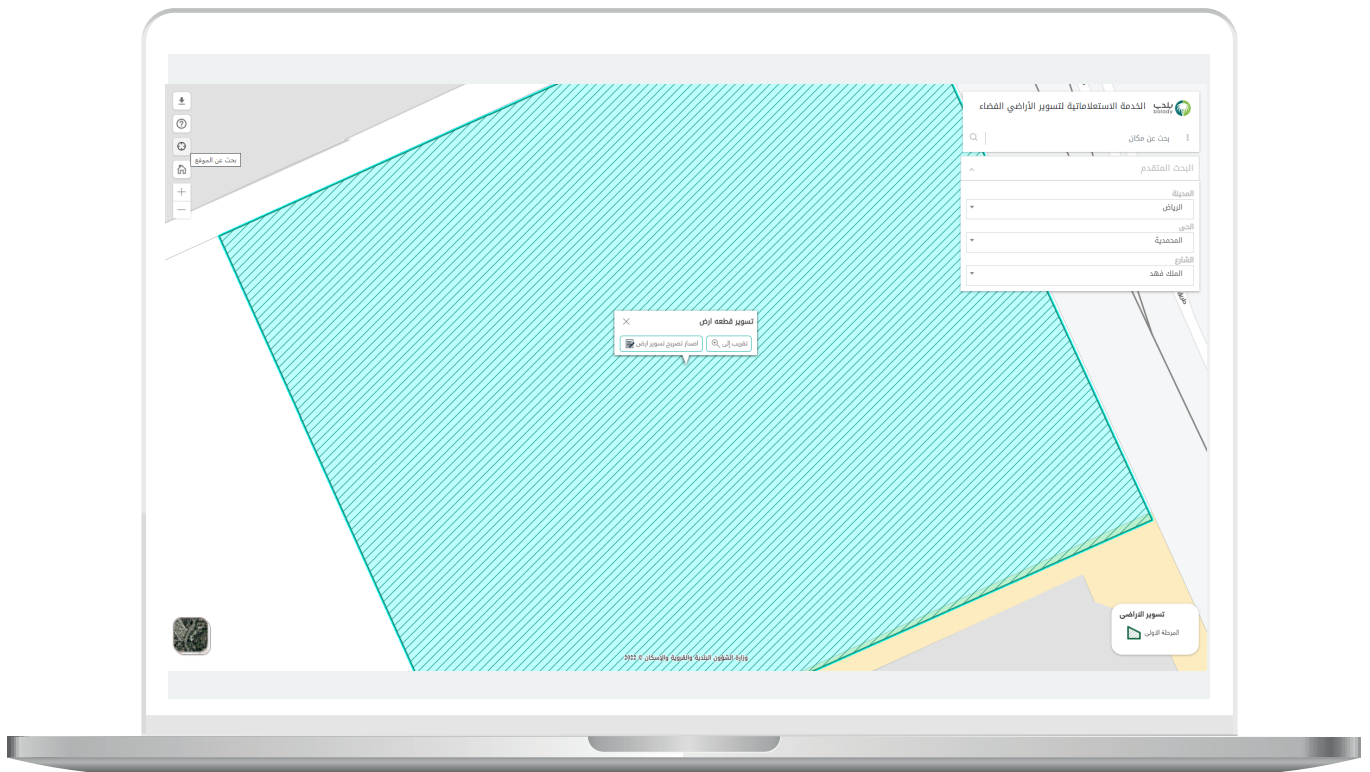 بلدي
balady
الخدمة الاستعلاماتية لتسوير الأراضي الفضاء
بحث عن مكان
البحث المتقدم
المدينة
الرياض
الحى
المحمدية
الشارع
الملك فهد
بحث عن الموقع
تسوير قطعه ارض
تقريب إلى
اصدار تصريح تسوير ارض
تسوير الاراضى
المرحلة الاولى
وزارة الشؤون البلدية والقروية والإسكان © 2022